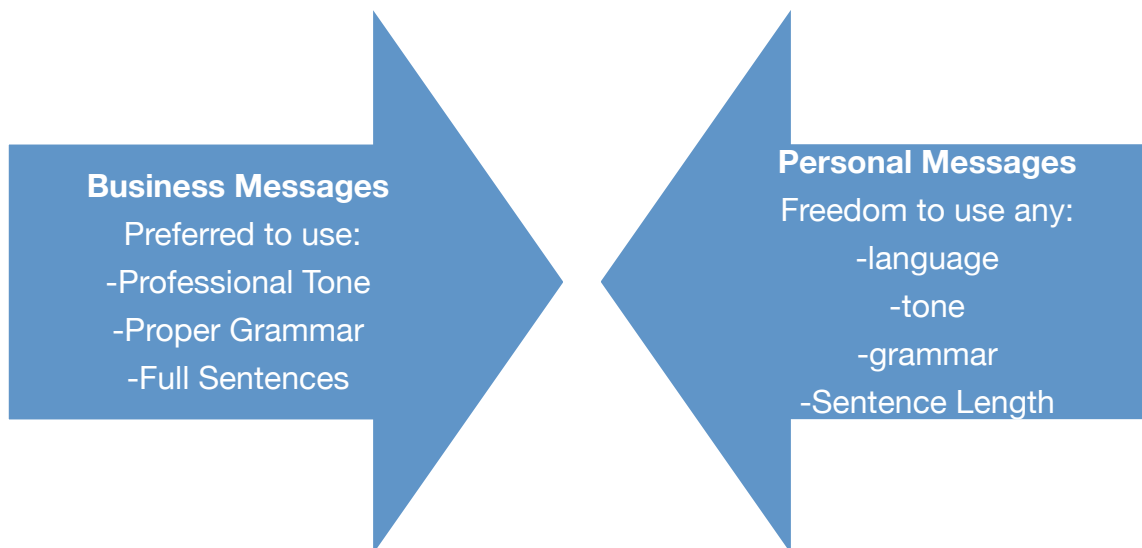 Business Messages
Preferred to use:
-Professional Tone
-Proper Grammar
-Full Sentences
Personal Messages
Freedom to use any:
-language
-tone
-grammar
-Sentence Length